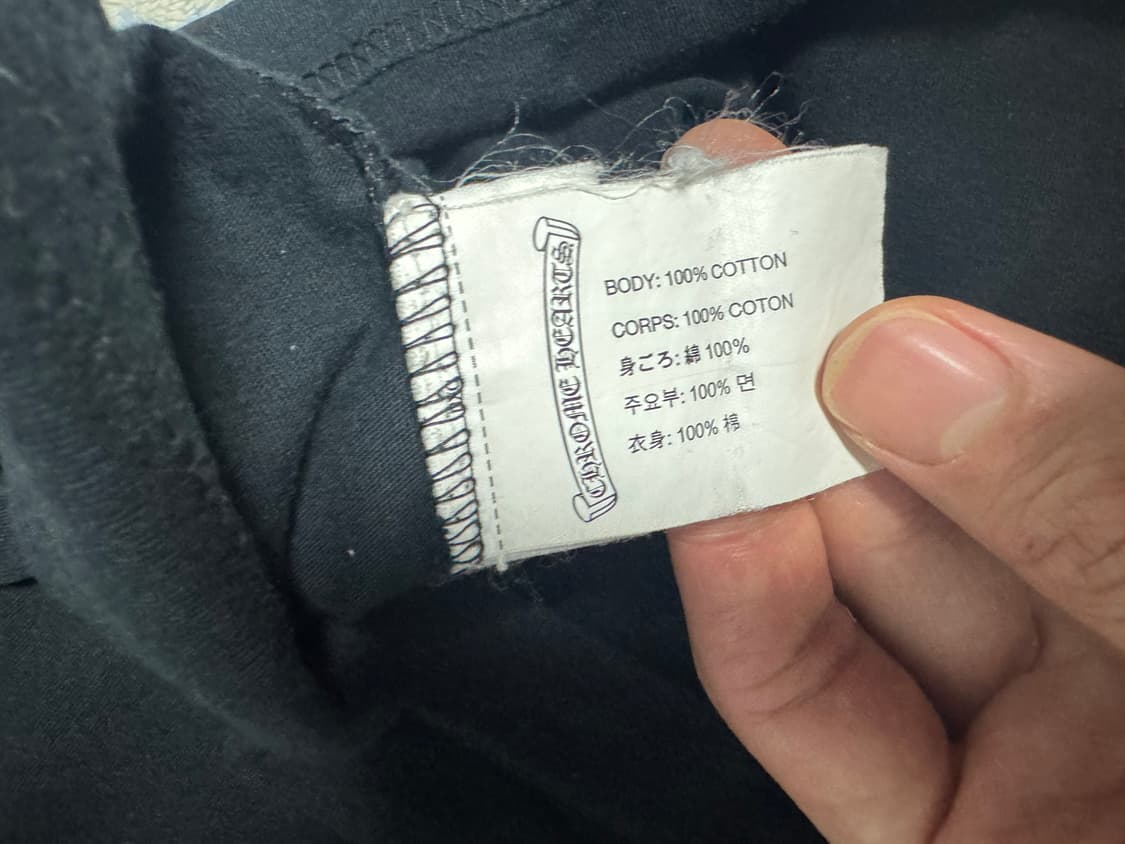 CHROME HEARTS
BODY: 100% COTTON
CORPS: 100% COTON
身ごろ: 綿 100%
주요부: 100% 면
衣身: 100% 棉